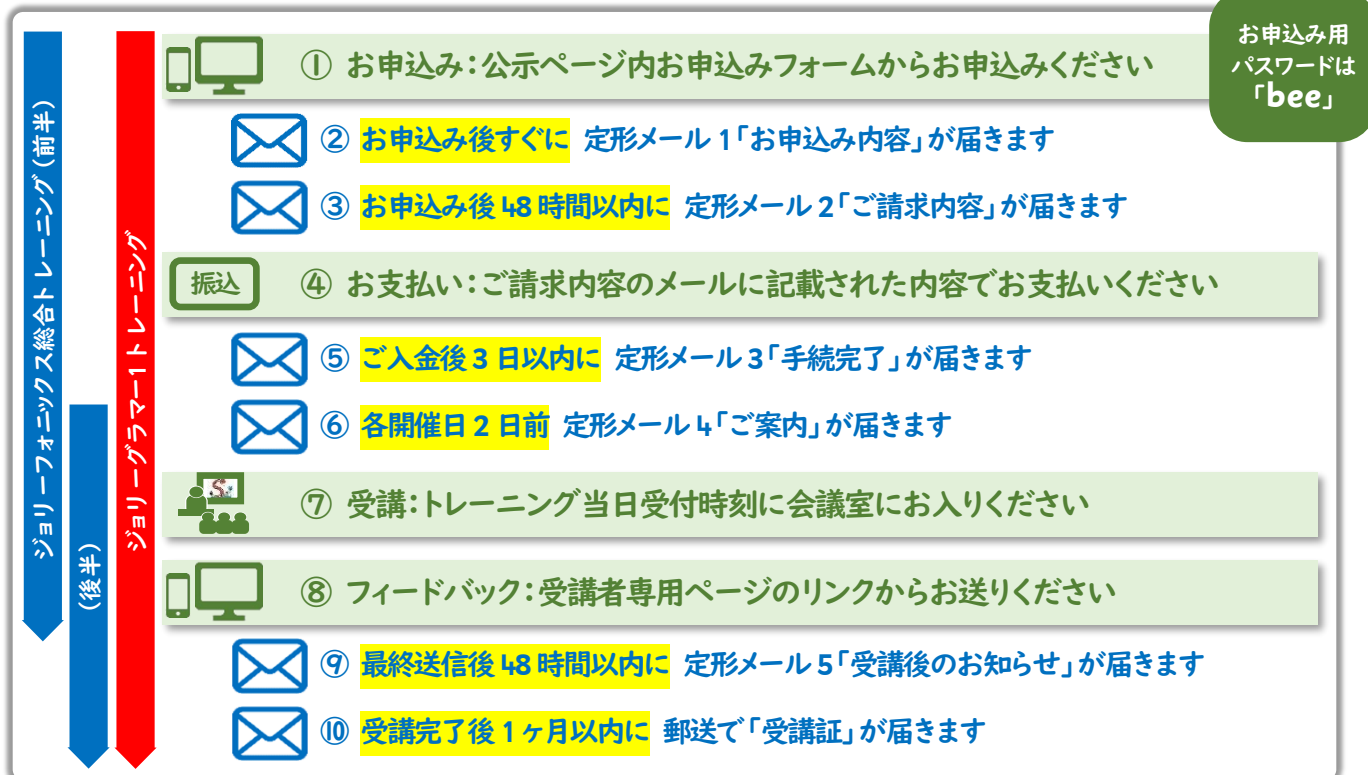 お申込み用
パスワードは
「bee」
① お申込み：公示ページ内お申込みフォームからお申込みください
② お申込み後すぐに 定形メール1「お申込み内容」が届きます
③ お申込み後48時間以内に 定形メール2「ご請求内容」が届きます
振込
④ お支払い：ご請求内容のメールに記載された内容でお支払いください
⑤ ご入金後3日以内に 定形メール3「手続完了」が届きます
⑥ 各開催日2日前 定形メール4「ご案内」が届きます
⑦ 受講：トレーニング当日受付時刻に会議室にお入りください
⑧ フィードバック：受講者専用ページのリンクからお送りください
⑨ 最終送信後48時間以内に 定形メール5「受講後のお知らせ」が届きます
⑩ 受講完了後1ヶ月以内に 郵送で「受講証」が届きます
ジョリーフォニックス総合トレーニング（前半）
（後半）
ジョリーグラマー1トレーニング